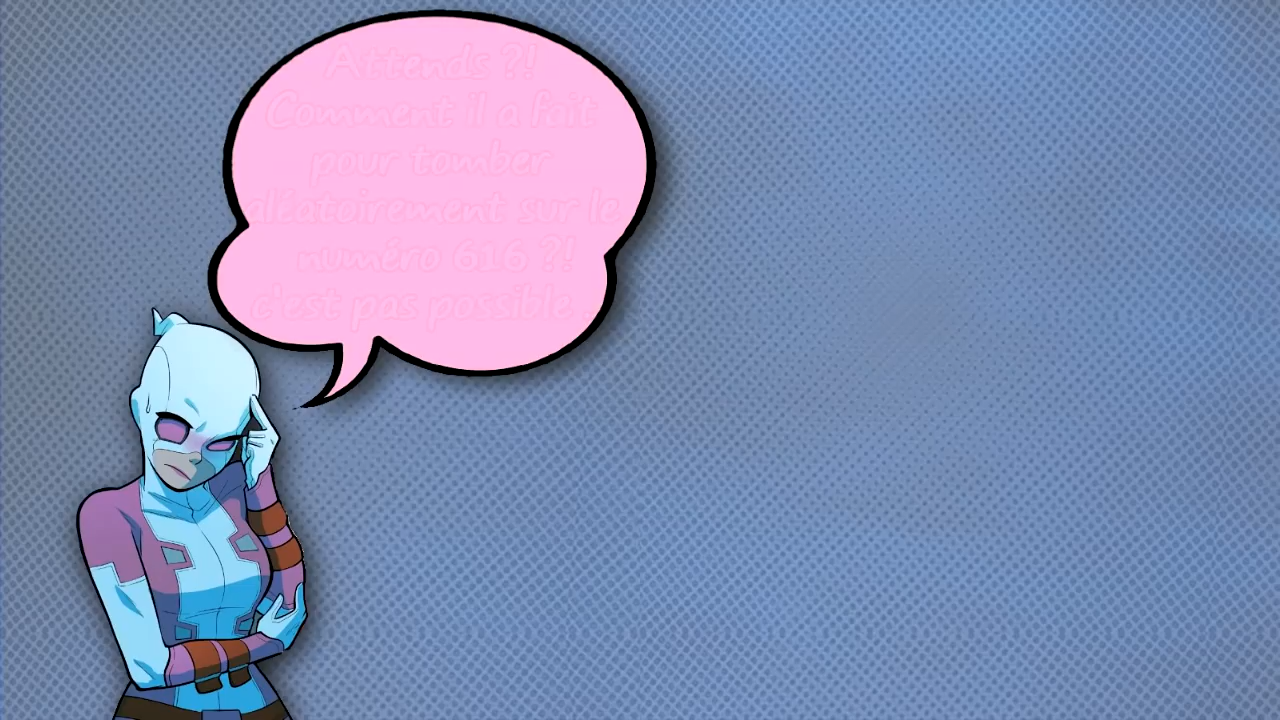 Attends ?!
Comment il a fait
pour tomber
aléatoirement sur le
numéro 616 ?!
c'est pas possible .